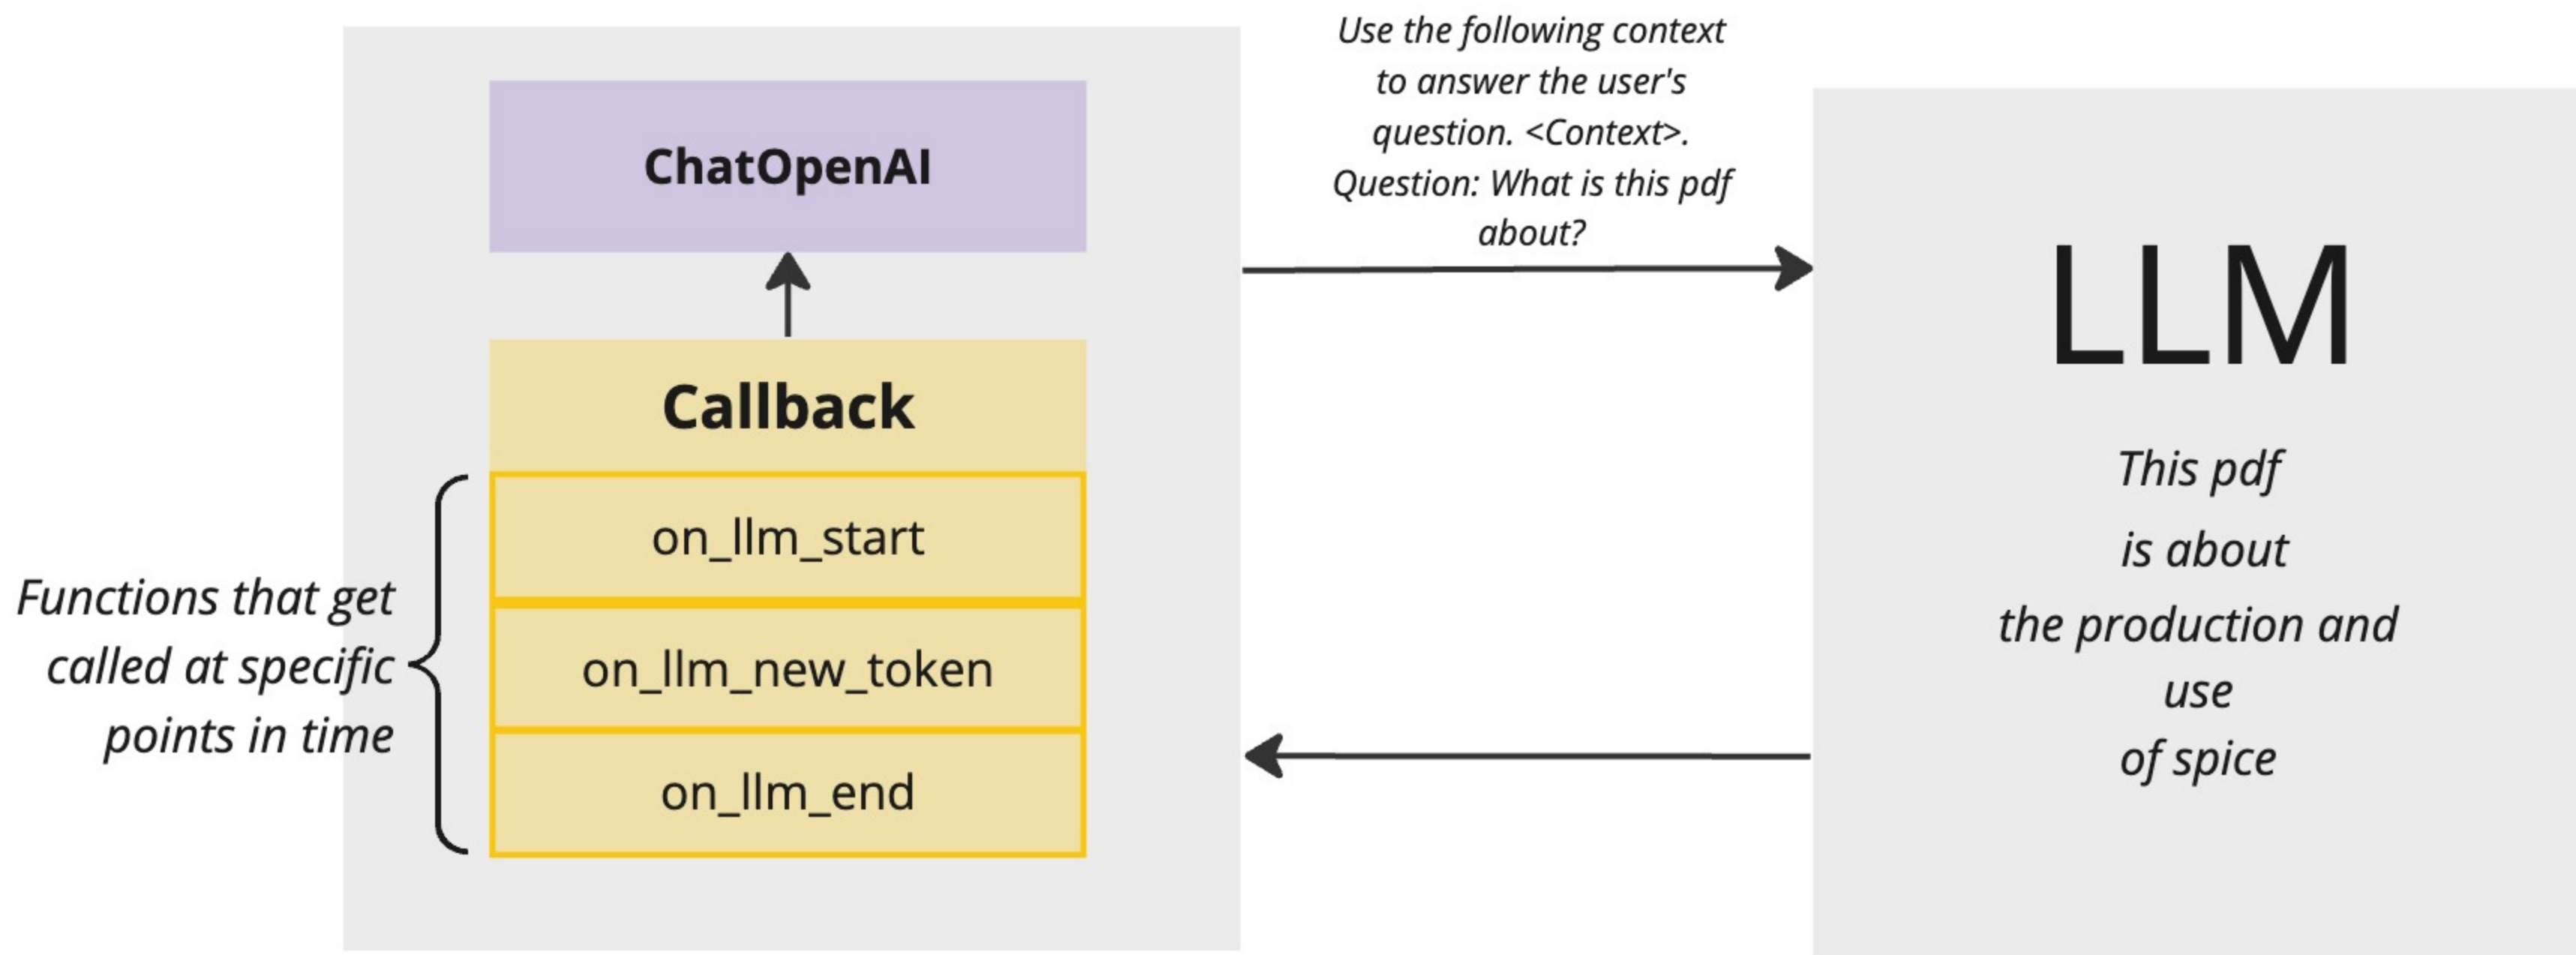 Use the following context
to answer the user's
question. <Context>.
Question: What is this pdf
about?
ChatOpenAI
Callback
on_llm_start
on_llm_new_token
on_llm_end
Functions that get
called at specific
points in time
LLM
This pdf
is about
the production and
use
of spice